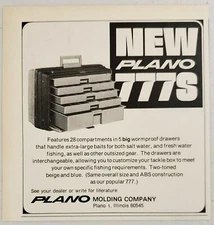 NEW
PLANO
777S
Features 28 compartments in 5 big wormproof drawers
that handle extra-large baits for both salt water, and fresh water
fishing, as well as other outsized gear. The drawers are
interchangeable, allowing you to customize your tackle box to meet
your own specific fishing requirements. Two-toned
beige and blue. (Same overall size and ABS construction
as our popular 777.)
See your dealer or write for literature
PLANO MOLDING COMPANY
Plano 1, Illinois 60545